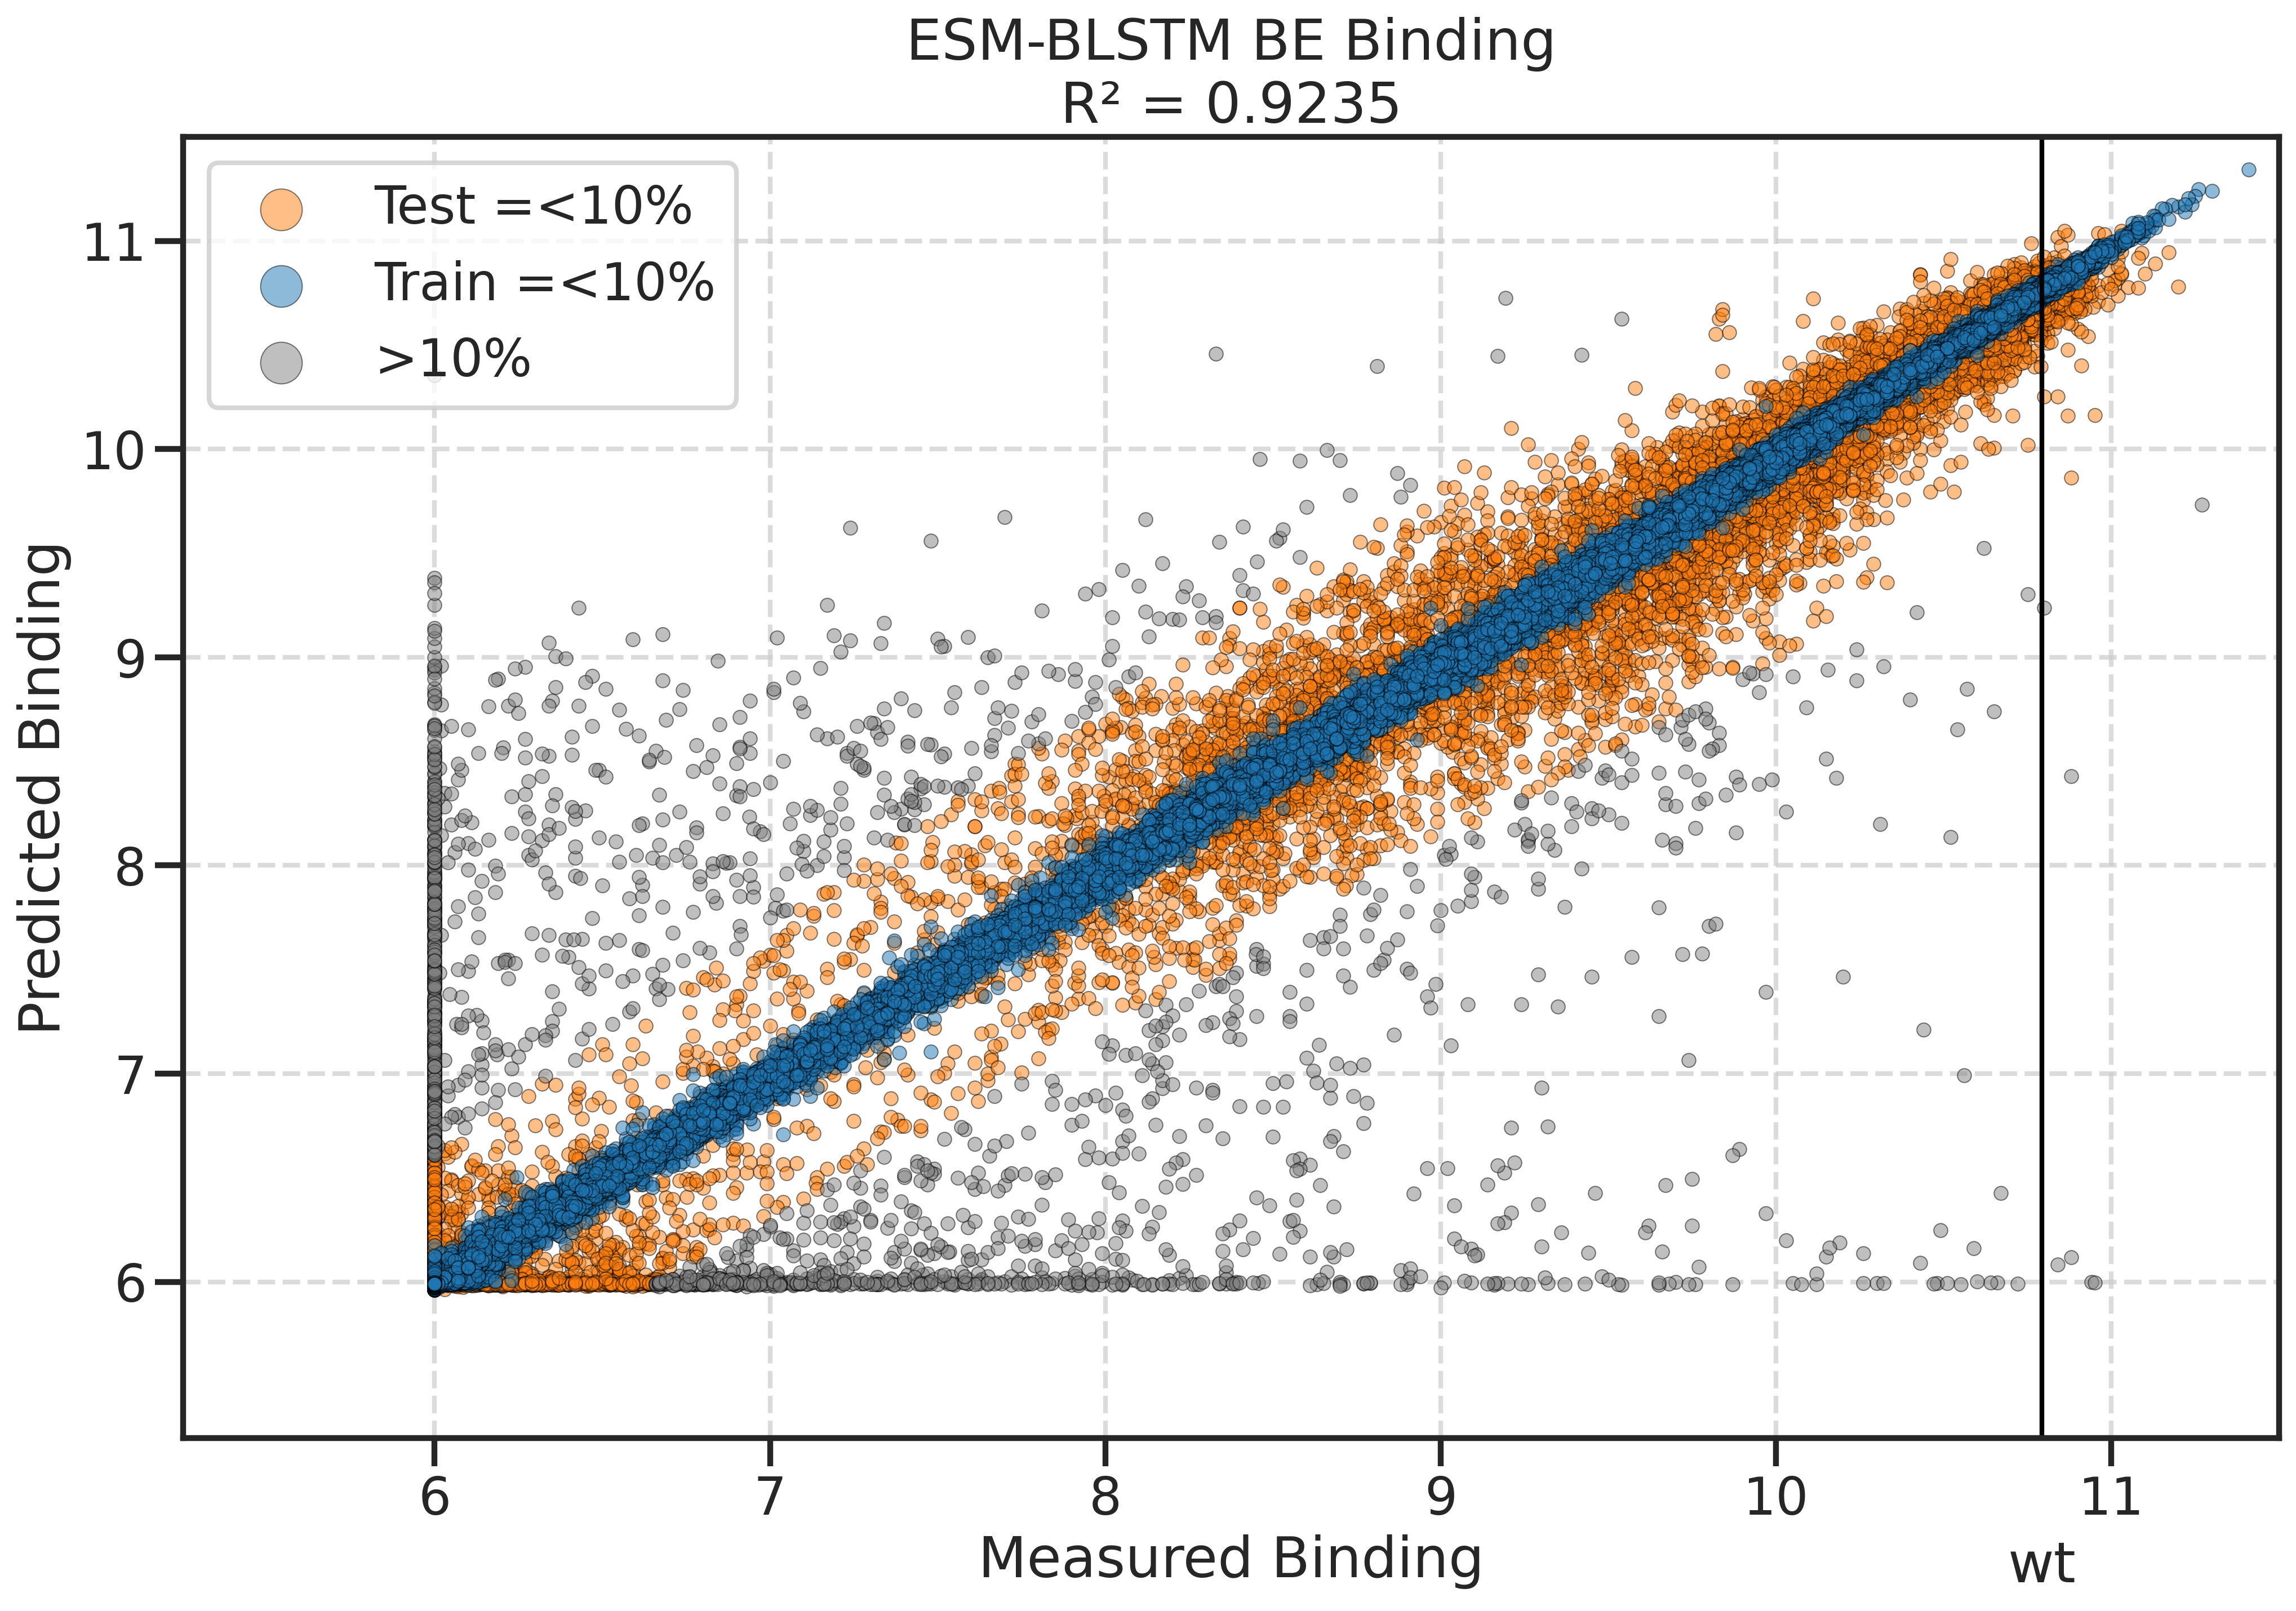 ESM-BLSTM BE Binding
R² = 0.9235
Test =<10%
Train =<10%
>10%
Predicted Binding
11
10
9
8
7
6
6 7 8 9 10 11
Measured Binding
wt